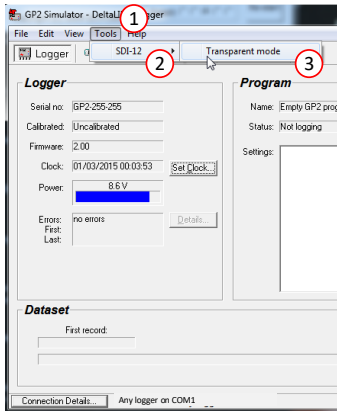 GP2 Simulator - DeltaL
1
gger
File Edit View Tools Help
Logger
SDI-12
2
Transparent mode
3
Logger
Serial no: GP2-255-255
Calibrated: Uncalibrated
Firmware: 2.00
Clock: 01/03/2015 00:03:53 Set Clock...
Power: 8.6 V
Errors: no errors Details...
First:
Last:
Program
Name: Empty GP2 prog
Status: Not logging
Settings:
Dataset
First record:
Connection Details... Any logger on COM1